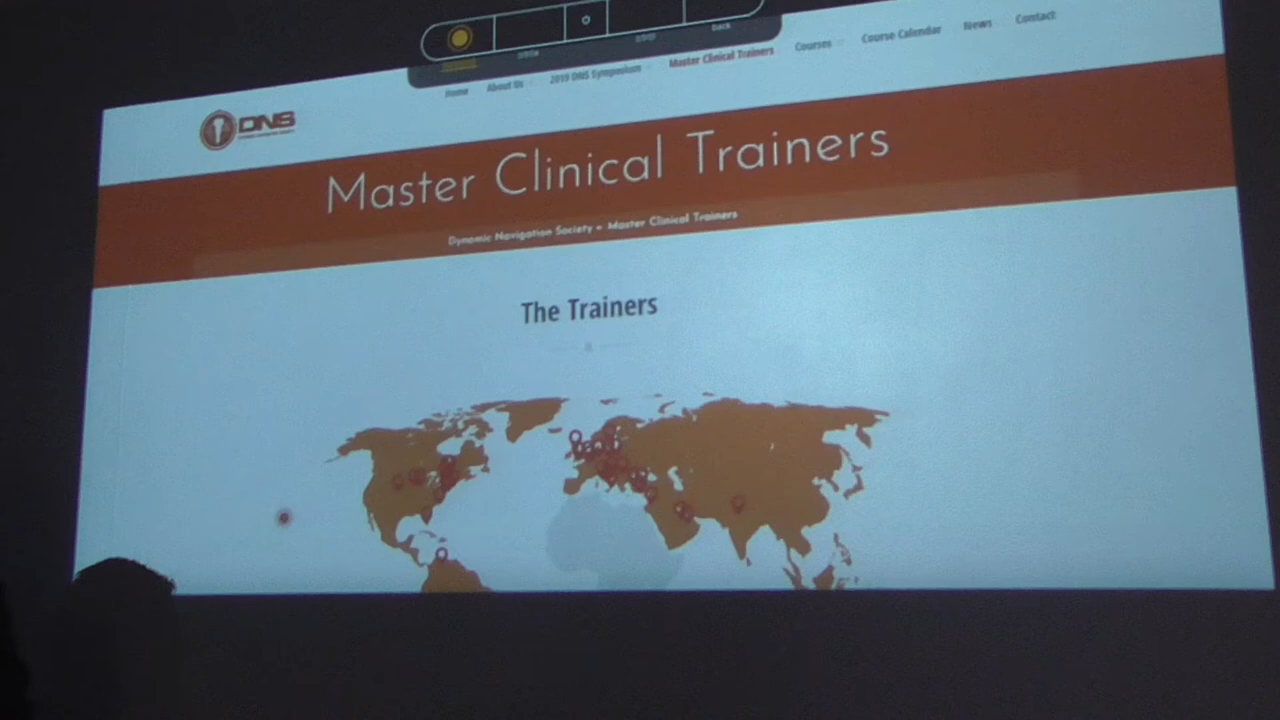 Home About Us 2019 DNS Symposium Master Clinical Trainers Courses Course Calendar News Contact
DNS
Master Clinical Trainers
Dynamic Navigation Society » Master Clinical Trainers
The Trainers